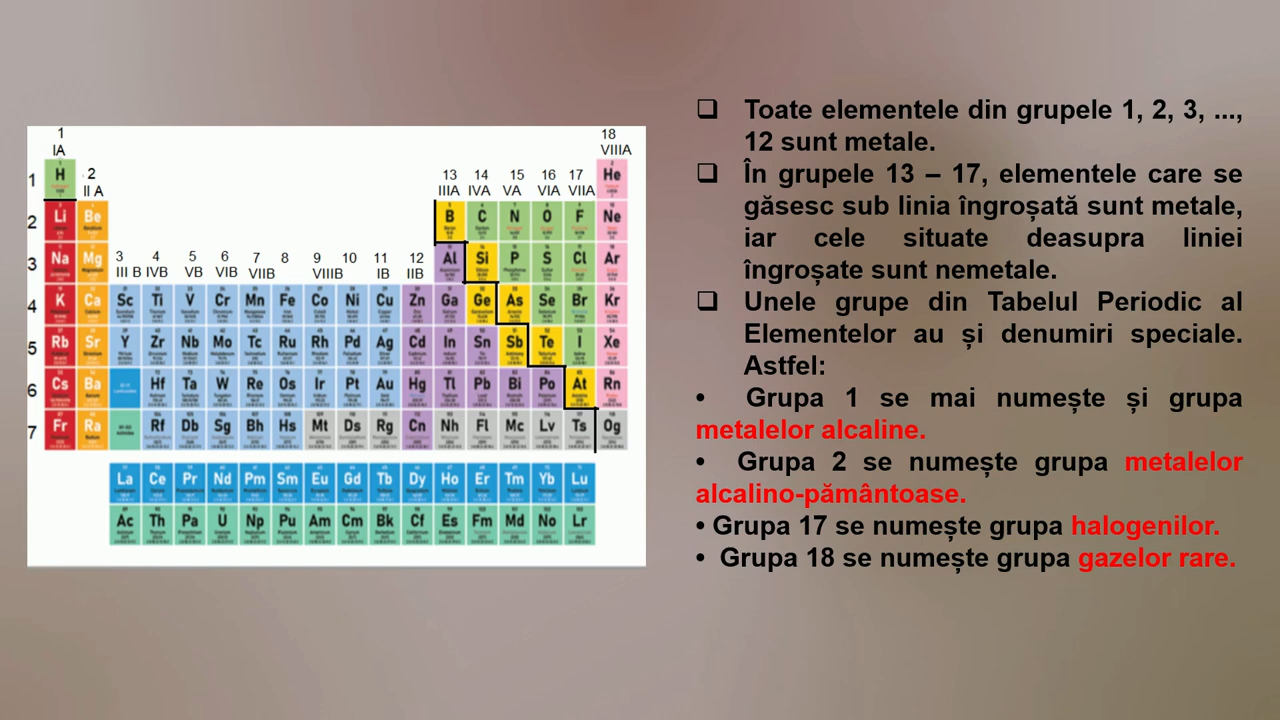 1 18
IA VIIIA
1 H 2 13 14 15 16 17 He
II A IIIA IVA VA VIA VIIA
2 Li Be B C N O F Ne
3 Na Mg 3 4 5 6 7 8 9 10 11 12 Al Si P S Cl Ar
III B IVB VB VIB VIIB VIIIB IB IIB
4 K Ca Sc Ti V Cr Mn Fe Co Ni Cu Zn Ga Ge As Se Br Kr
5 Rb Sr Y Zr Nb Mo Tc Ru Rh Pd Ag Cd In Sn Sb Te I Xe
6 Cs Ba Hf Ta W Re Os Ir Pt Au Hg Tl Pb Bi Po At Rn
7 Fr Ra Rf Db Sg Bh Hs Mt Ds Rg Cn Nh Fl Mc Lv Ts Og
La Ce Pr Nd Pm Sm Eu Gd Tb Dy Ho Er Tm Yb Lu
Ac Th Pa U Np Pu Am Cm Bk Cf Es Fm Md No Lr
❑ Toate elementele din grupele 1, 2, 3, ...,
12 sunt metale.
❑ În grupele 13 – 17, elementele care se
găsesc sub linia îngroșată sunt metale,
iar cele situate deasupra liniei
îngroșate sunt nemetale.
❑ Unele grupe din Tabelul Periodic al
Elementelor au și denumiri speciale.
Astfel:
• Grupa 1 se mai numește și grupa
metalelor alcaline.
• Grupa 2 se numește grupa metalelor
alcalino-pământoase.
• Grupa 17 se numește grupa halogenilor.
• Grupa 18 se numește grupa gazelor rare.